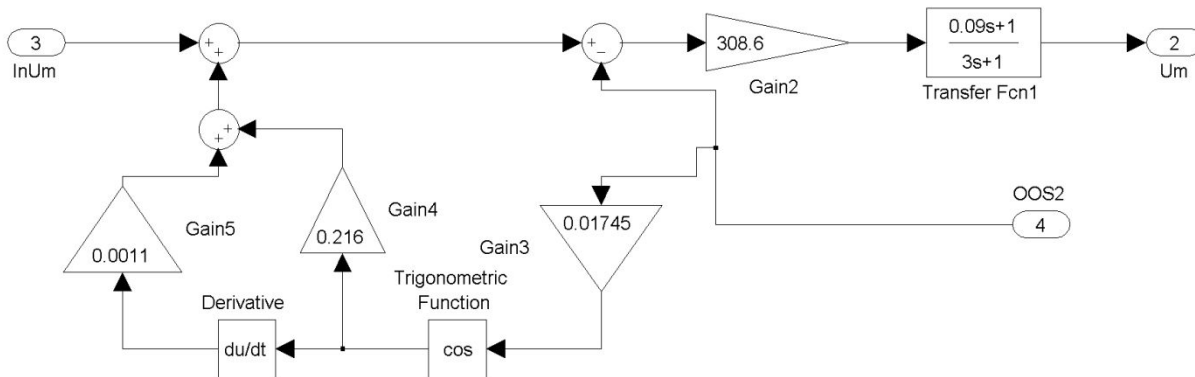 3
InUm
+
+
+
−
308.6
Gain2
0.09s+1
3s+1
Transfer Fcn1
2
Um
+
+
0.0011
Gain5
0.216
Gain4
0.01745
Gain3
OOS2
4
Derivative
du/dt
Trigonometric
Function
cos